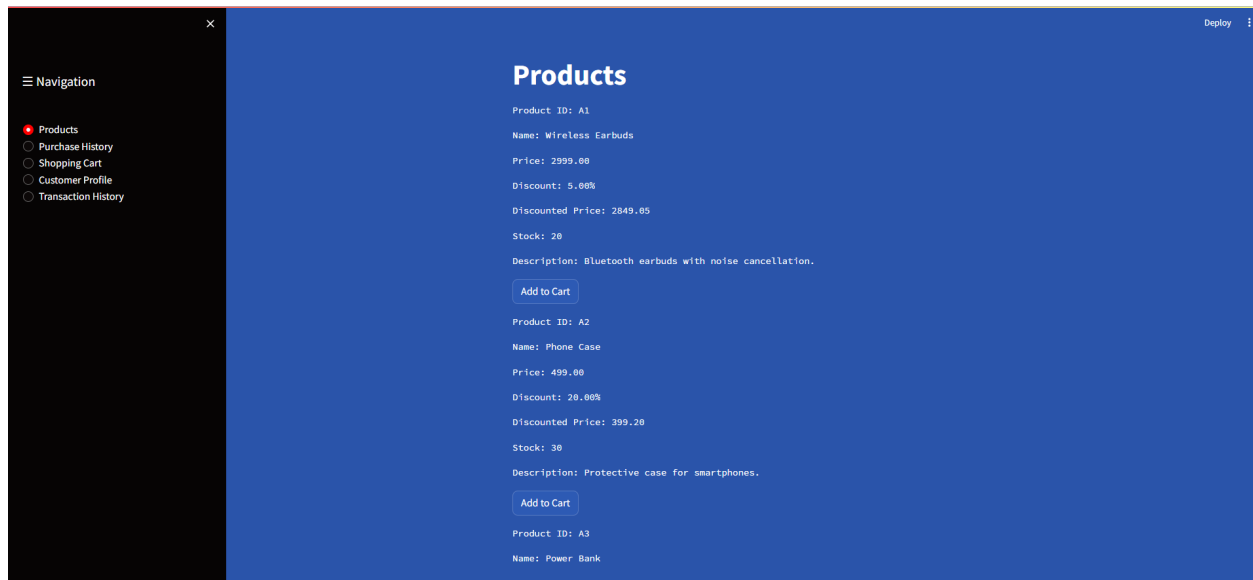 Deploy
☰ Navigation
Products
Purchase History
Shopping Cart
Customer Profile
Transaction History
Products
Product ID: A1
Name: Wireless Earbuds
Price: 2999.00
Discount: 5.00%
Discounted Price: 2849.05
Stock: 20
Description: Bluetooth earbuds with noise cancellation.
Add to Cart
Product ID: A2
Name: Phone Case
Price: 499.00
Discount: 20.00%
Discounted Price: 399.20
Stock: 30
Description: Protective case for smartphones.
Add to Cart
Product ID: A3
Name: Power Bank